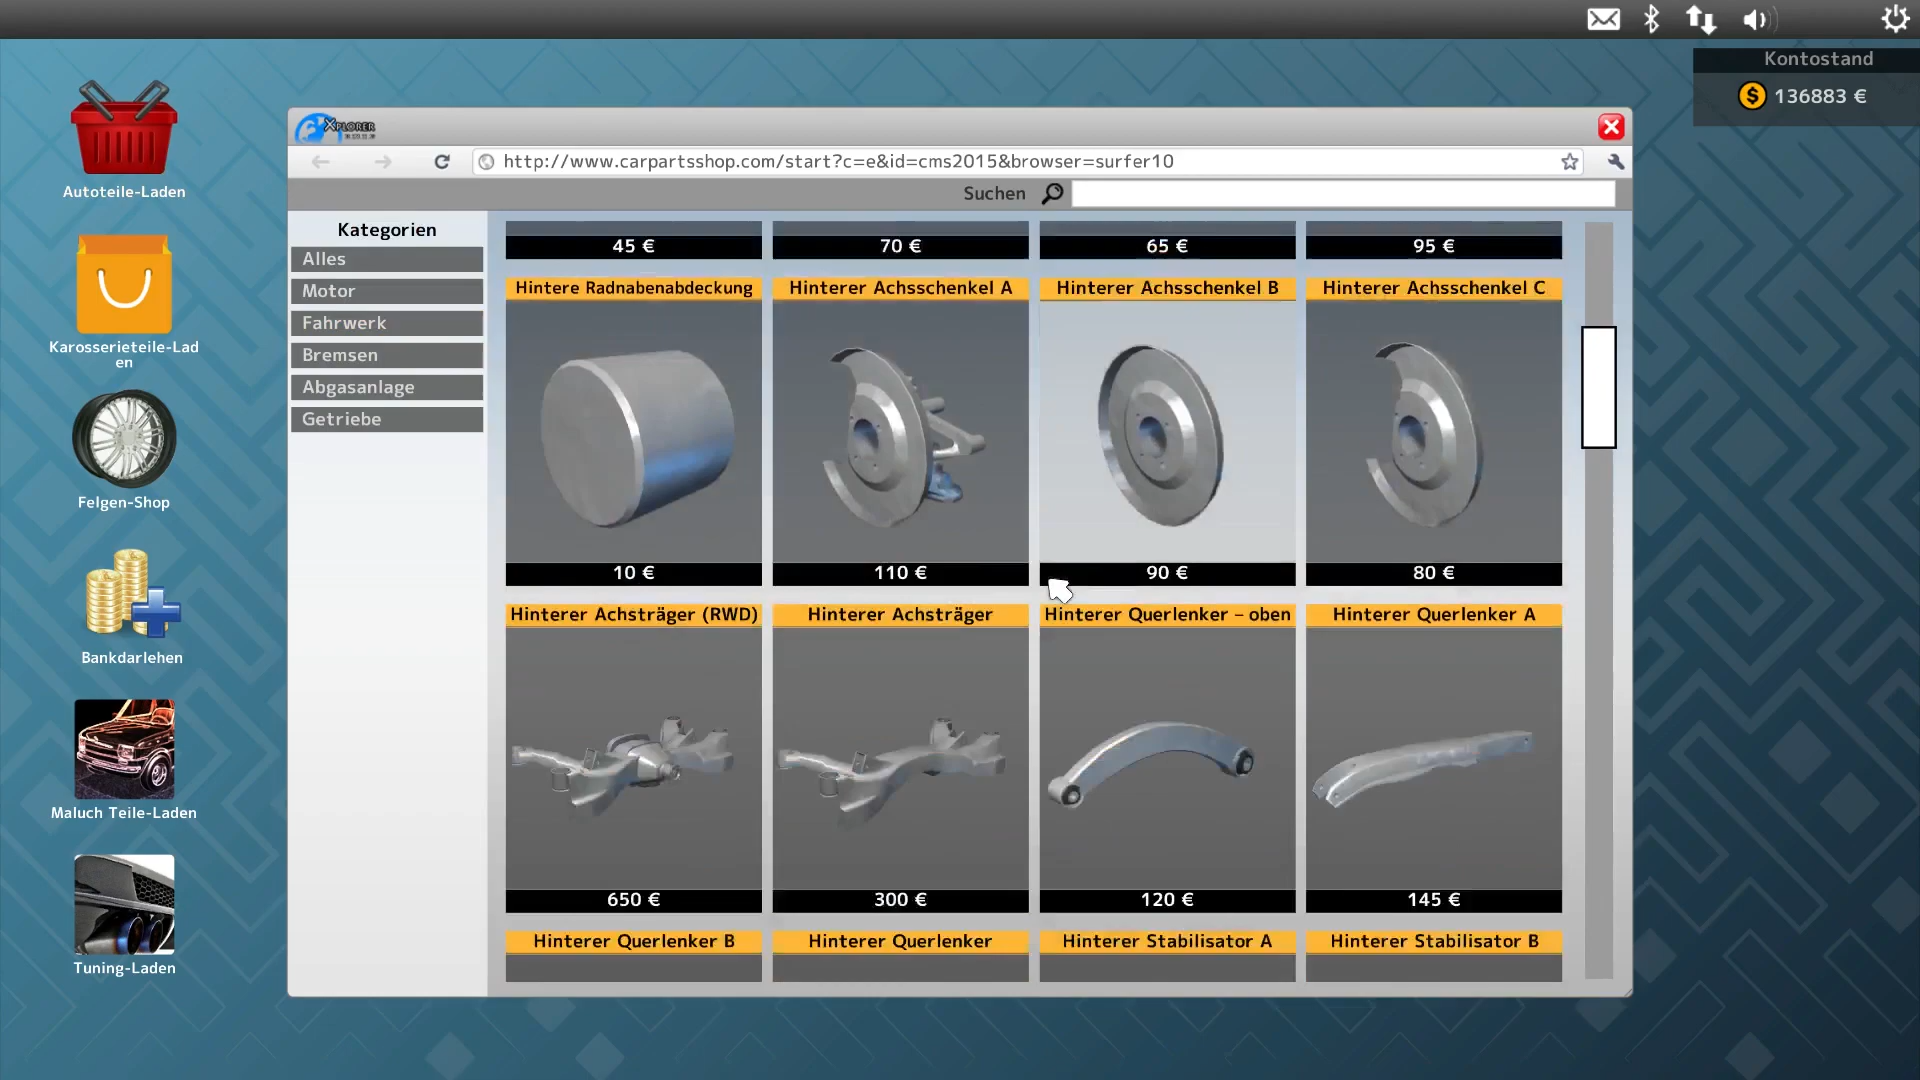 Kontostand
136883 €
Autoteile-Laden
Karosserieteile-Lad
en
Felgen-Shop
Bankdarlehen
Maluch Teile-Laden
Tuning-Laden
XPLORER
http://www.carpartsshop.com/start?c=e&id=cms2015&browser=surfer10
Suchen
Kategorien
Alles
Motor
Fahrwerk
Bremsen
Abgasanlage
Getriebe
45 € 70 € 65 € 95 €
Hintere Radnabenabdeckung Hinterer Achsschenkel A Hinterer Achsschenkel B Hinterer Achsschenkel C
10 € 110 € 90 € 80 €
Hinterer Achsträger (RWD) Hinterer Achsträger Hinterer Querlenker – oben Hinterer Querlenker A
650 € 300 € 120 € 145 €
Hinterer Querlenker B Hinterer Querlenker Hinterer Stabilisator A Hinterer Stabilisator B